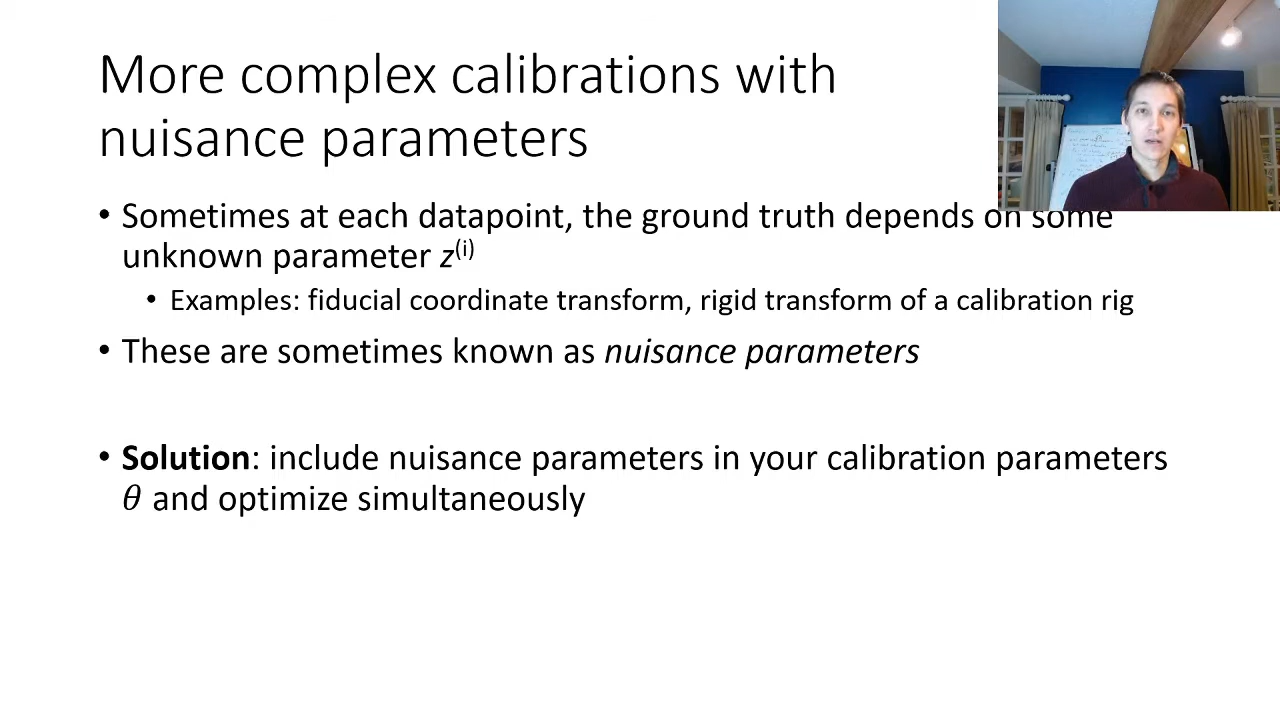 More complex calibrations with
nuisance parameters
• Sometimes at each datapoint, the ground truth depends on some
unknown parameter z(i)
• Examples: fiducial coordinate transform, rigid transform of a calibration rig
• These are sometimes known as nuisance parameters
• Solution: include nuisance parameters in your calibration parameters
θ and optimize simultaneously